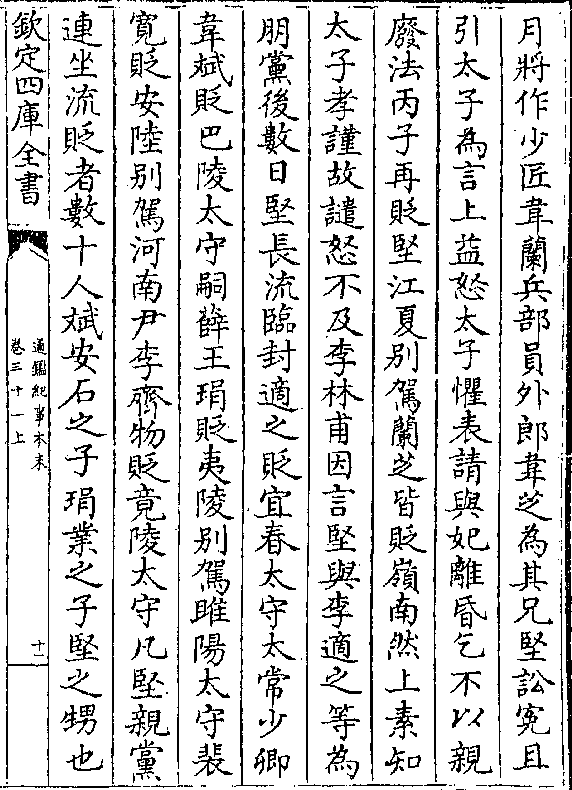 月將作少匠韋蘭兵部員外郎韋芝為其兄堅訟寃且
引太子為言上益怒太子懼表請與妃離昏乞不以親
廢法丙子再貶堅江夏別駕蘭芝皆貶嶺南然上素知
太子孝謹故譴怒不及李林甫因言堅與李適之等為
朋黨後數日堅長流臨封適之貶宜春太守太常少卿
韋斌貶巴陵太守嗣薛王琄貶夷陵別駕睢陽太守裴
寛貶安陸別駕河南尹李齊物貶竟陵太守凡堅親黨
連坐流貶者數十人斌安石之子琄業之子堅之甥也
欽定四庫全書
通鑑紀事本末
卷三十一上
十一